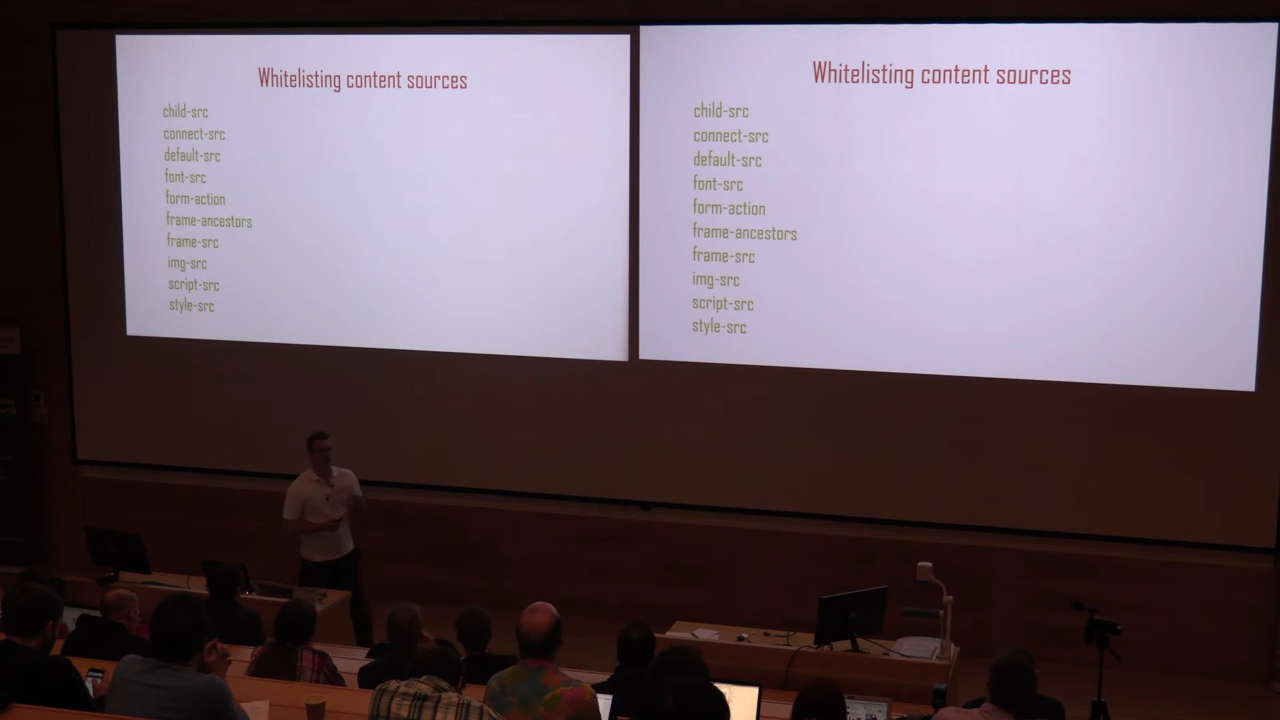 Whitelisting content sources
child-src
connect-src
default-src
font-src
form-action
frame-ancestors
frame-src
img-src
script-src
style-src
Whitelisting content sources
child-src
connect-src
default-src
font-src
form-action
frame-ancestors
frame-src
img-src
script-src
style-src